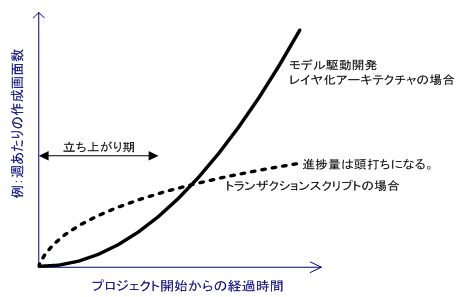 例：週あたりの作成画面数
モデル駆動開発
レイヤ化アーキテクチャの場合
立ち上がり期
進捗量は頭打ちになる。
トランザクションスクリプトの場合
プロジェクト開始からの経過時間